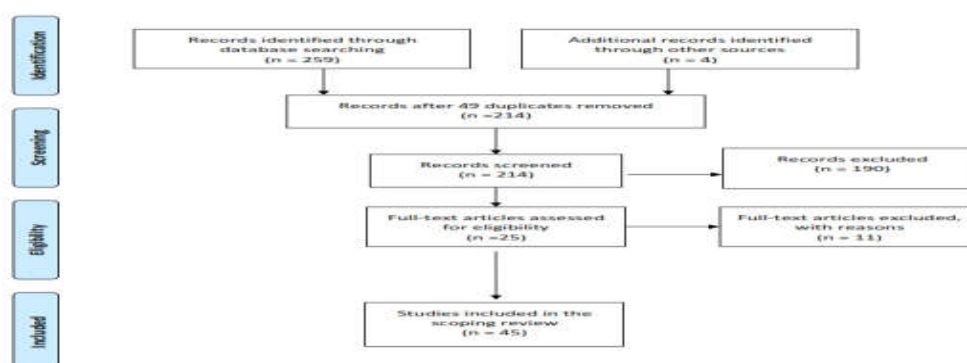 Identification
Records identified through
database searching
(n = 259)
Additional records identified
through other sources
(n = 4)
Records after 49 duplicates removed
(n =214)
Screening
Records screened
(n = 214)
Records excluded
(n = 190)
Eligibility
Full-text articles assessed
for eligibility
(n =25)
Full-text articles excluded,
with reasons
(n = 11)
Included
Studies included in the
scoping review
(n = 45)